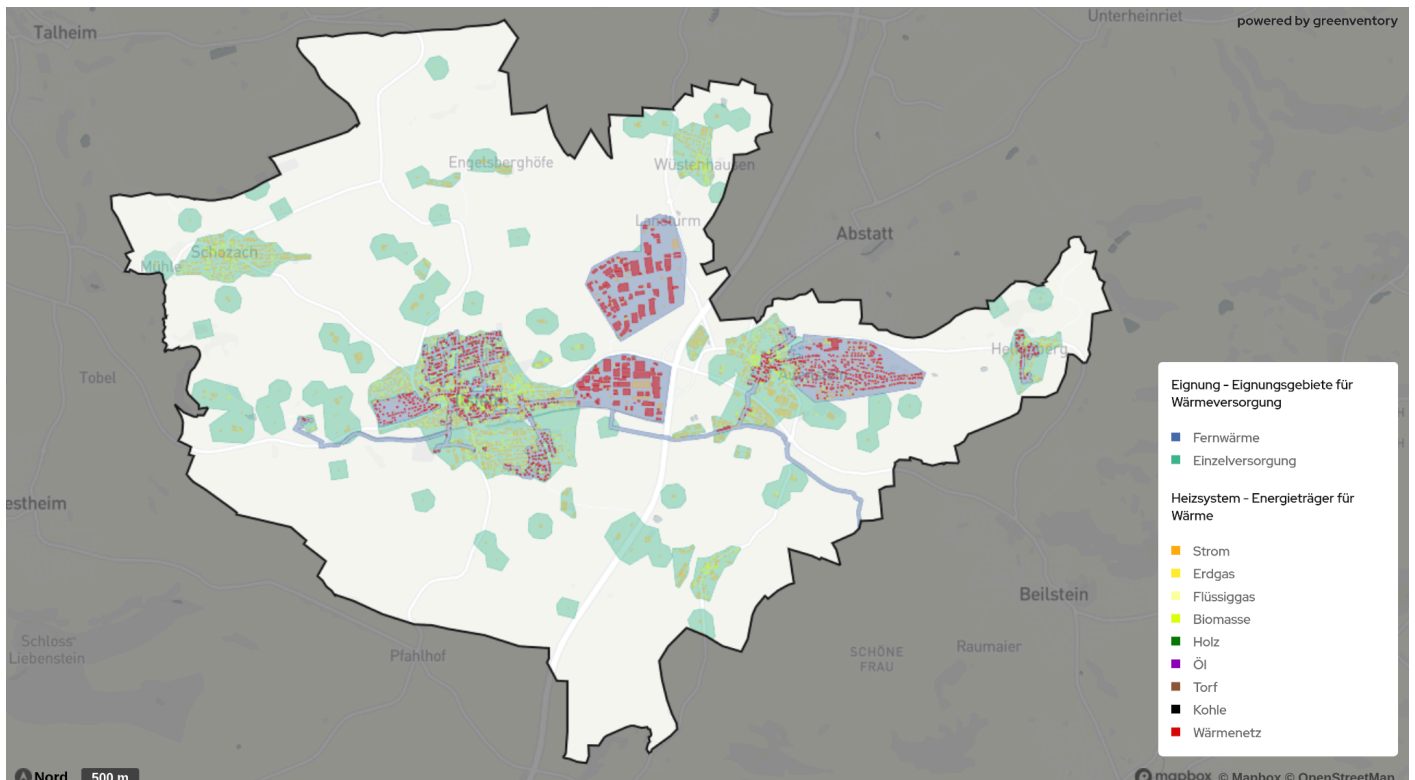 Talheim
Unterheinriet
powered by greenventory
Engelsberghöfe
Wüstenhausen
Landturm
Abstatt
Schozach
Mühle
Tobel
Eignung - Eignungsgebiete für
Wärmeversorgung
Fernwärme
Einzelversorgung
Heizsystem - Energieträger für
Wärme
Strom
Erdgas
Flüssiggas
Biomasse
Holz
Öl
Torf
Kohle
Wärmenetz
estheim
Beilstein
Schloss
Liebenstein
Pfahlhof
SCHÖNE
FRAU
Raumaier
Nord
500 m
mapbox © Mapbox © OpenStreetMap